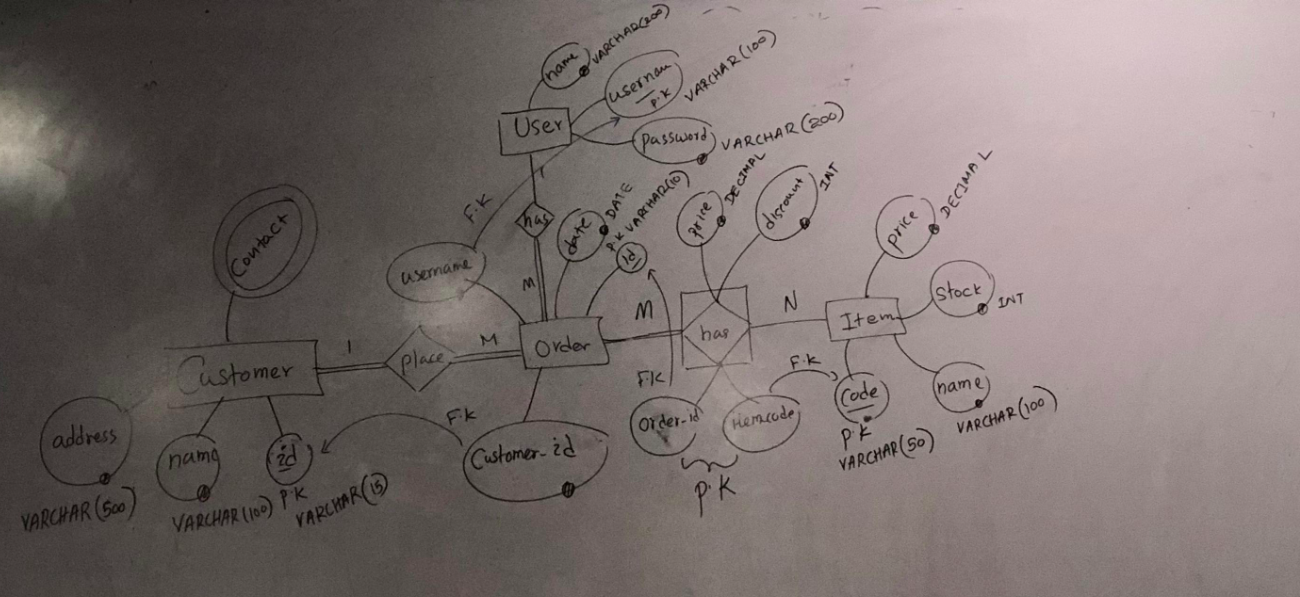 name
VARCHAR(200)
P.K
VARCHAR(100)
User
password
VARCHAR(200)
F.K
has
M
Contact
username
date
DATE
id
P.K VARCHAR(10)
price
DECIMAL
discount
INT
price
DECIMAL
Stock
INT
Customer
1
place
M
Order
M
has
N
Item
F.K
F.K
F.K
address
VARCHAR(500)
name
VARCHAR(100)
id
P.K
VARCHAR(15)
Customer-id
Order-id
itemcode
P.K
Code
P.K
VARCHAR(50)
name
VARCHAR(100)